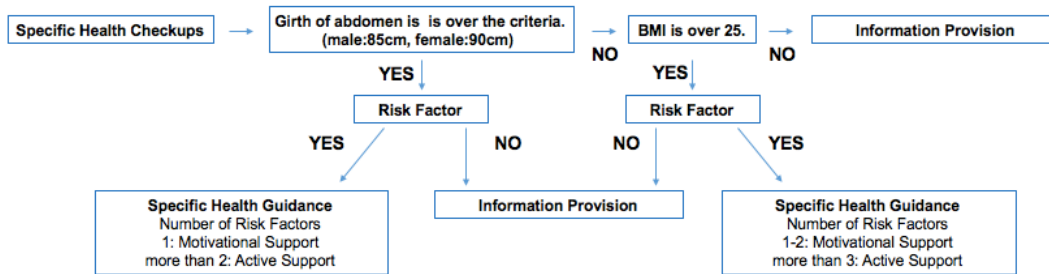 Specific Health Checkups
Girth of abdomen is is over the criteria.
(male:85cm, female:90cm)
NO
BMI is over 25.
NO
Information Provision
YES
YES
Risk Factor
Risk Factor
YES
NO
NO
YES
Specific Health Guidance
Number of Risk Factors
1: Motivational Support
more than 2: Active Support
Information Provision
Specific Health Guidance
Number of Risk Factors
1-2: Motivational Support
more than 3: Active Support